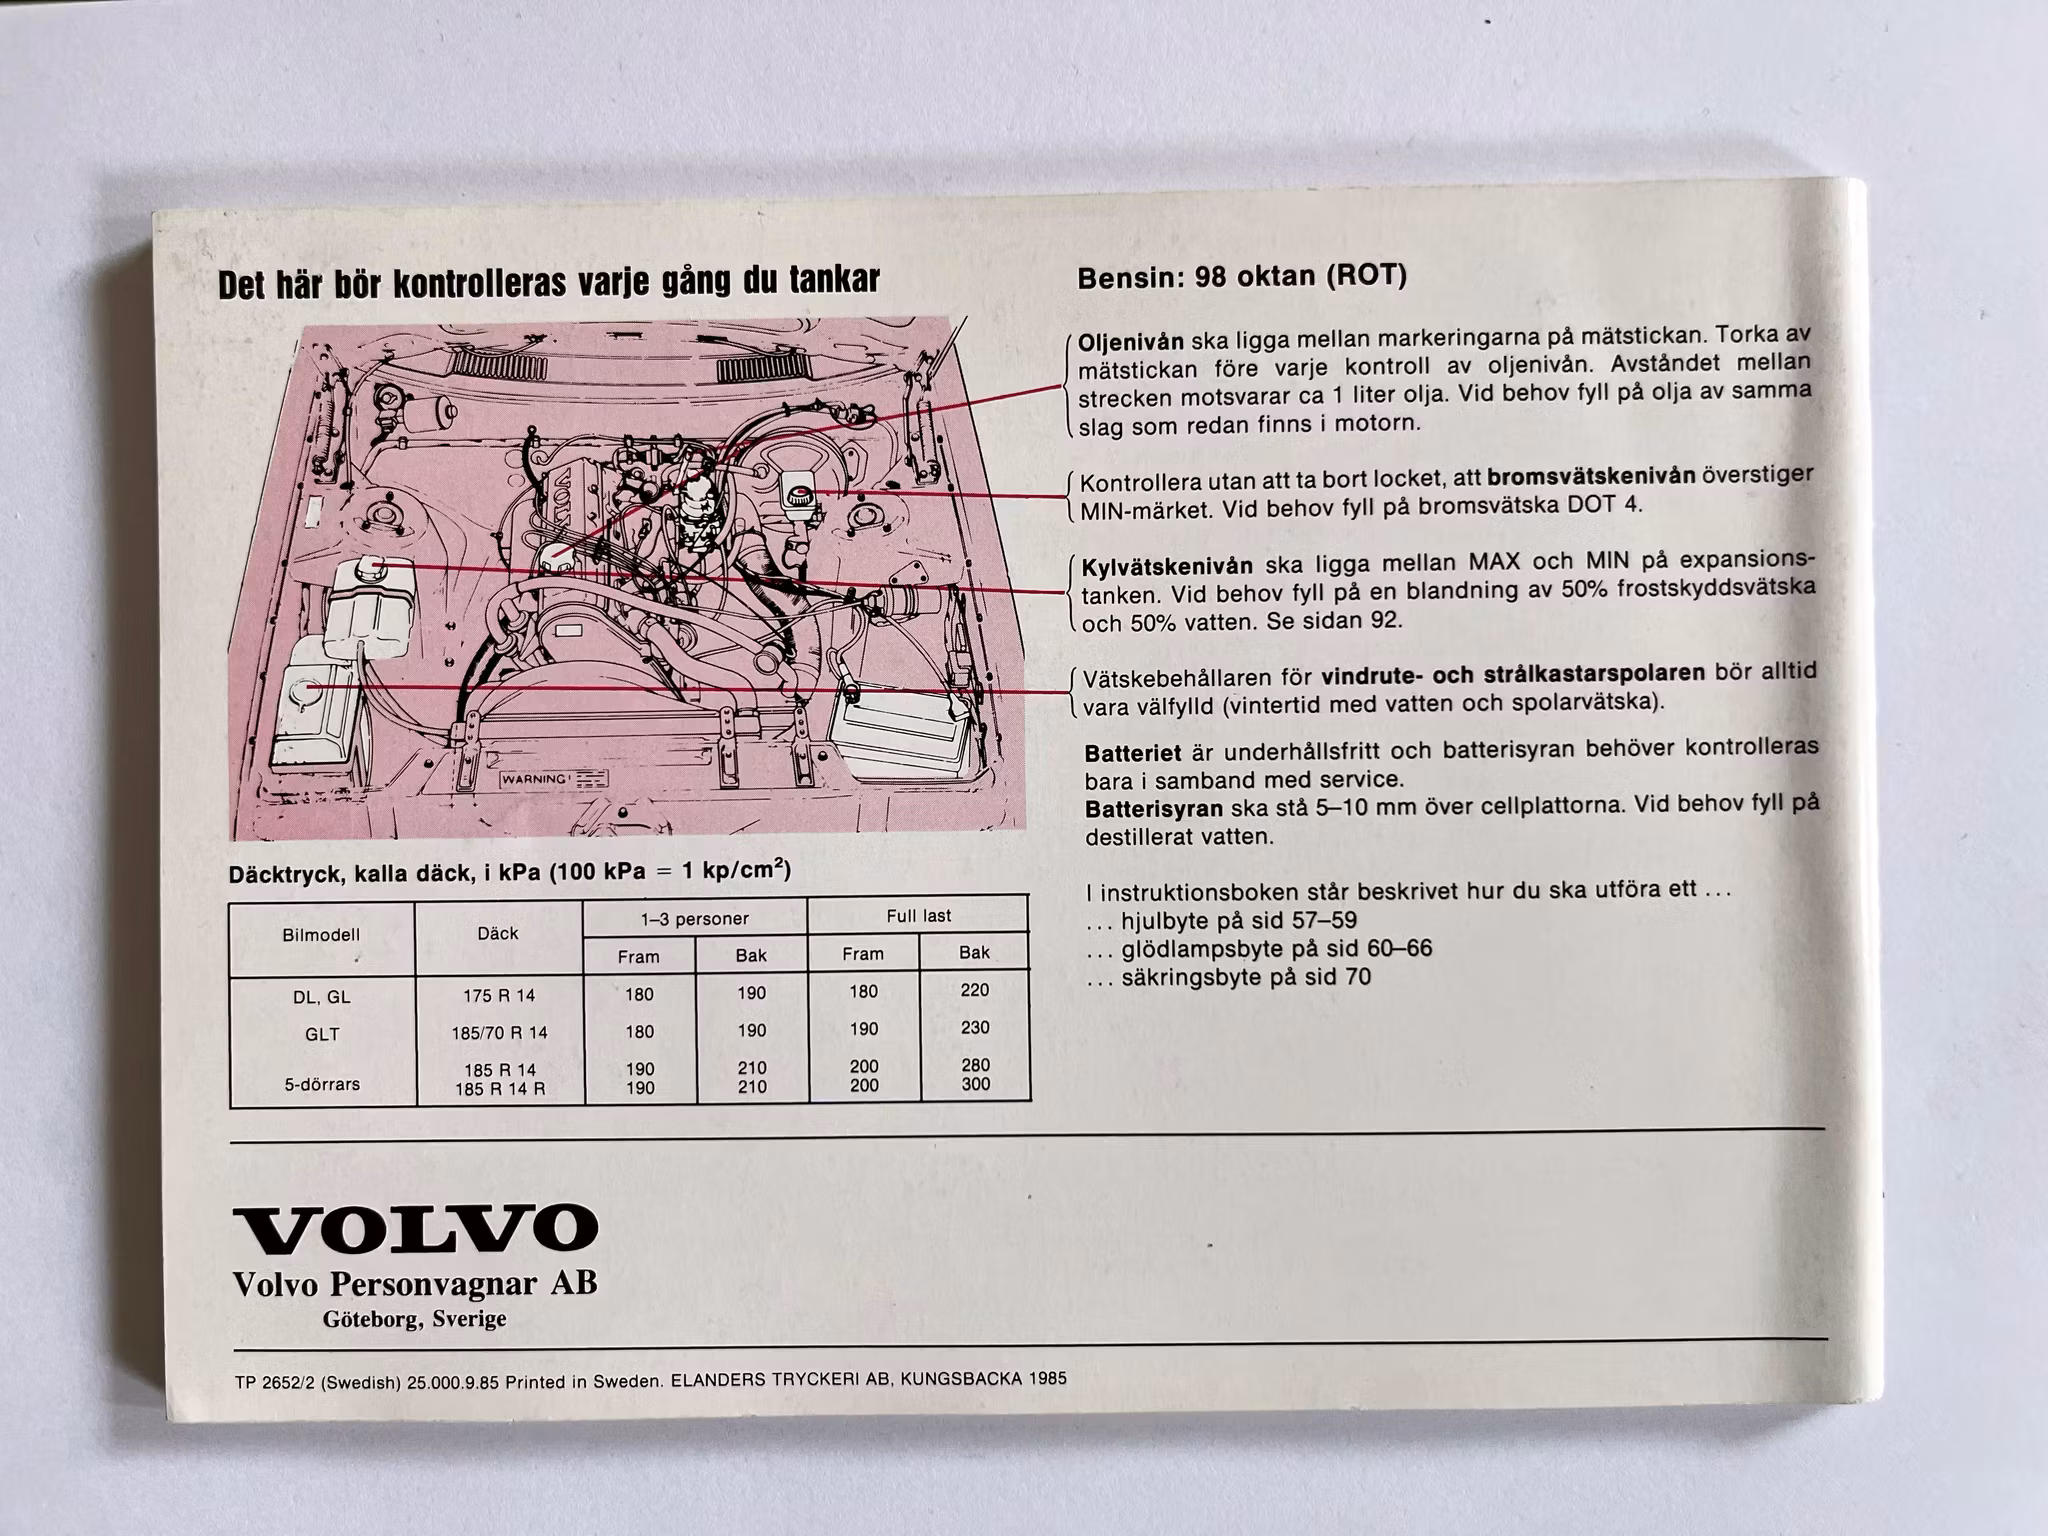 Det här bör kontrolleras varje gång du tankar
VOLVO
WARNING!
Däcktryck, kalla däck, i kPa (100 kPa = 1 kp/cm²)
Bilmodell Däck 1–3 personer Full last
Fram Bak Fram Bak
DL, GL 175 R 14 180 190 180 220
GLT 185/70 R 14 180 190 190 230
185 R 14 190 210 200 280
5-dörrars 185 R 14 R 190 210 200 300
Bensin: 98 oktan (ROT)
Oljenivån ska ligga mellan markeringarna på mätstickan. Torka av
mätstickan före varje kontroll av oljenivån. Avståndet mellan
strecken motsvarar ca 1 liter olja. Vid behov fyll på olja av samma
slag som redan finns i motorn.
Kontrollera utan att ta bort locket, att bromsvätskenivån överstiger
MIN-märket. Vid behov fyll på bromsvätska DOT 4.
Kylvätskenivån ska ligga mellan MAX och MIN på expansions-
tanken. Vid behov fyll på en blandning av 50% frostskyddsvätska
och 50% vatten. Se sidan 92.
Vätskebehållaren för vindrute- och strålkastarspolaren bör alltid
vara välfylld (vintertid med vatten och spolarvätska).
Batteriet är underhållsfritt och batterisyran behöver kontrolleras
bara i samband med service.
Batterisyran ska stå 5–10 mm över cellplattorna. Vid behov fyll på
destillerat vatten.
I instruktionsboken står beskrivet hur du ska utföra ett ...
... hjulbyte på sid 57–59
... glödlampsbyte på sid 60–66
... säkringsbyte på sid 70
VOLVO
Volvo Personvagnar AB
Göteborg, Sverige
TP 2652/2 (Swedish) 25.000.9.85 Printed in Sweden. ELANDERS TRYCKERI AB, KUNGSBACKA 1985